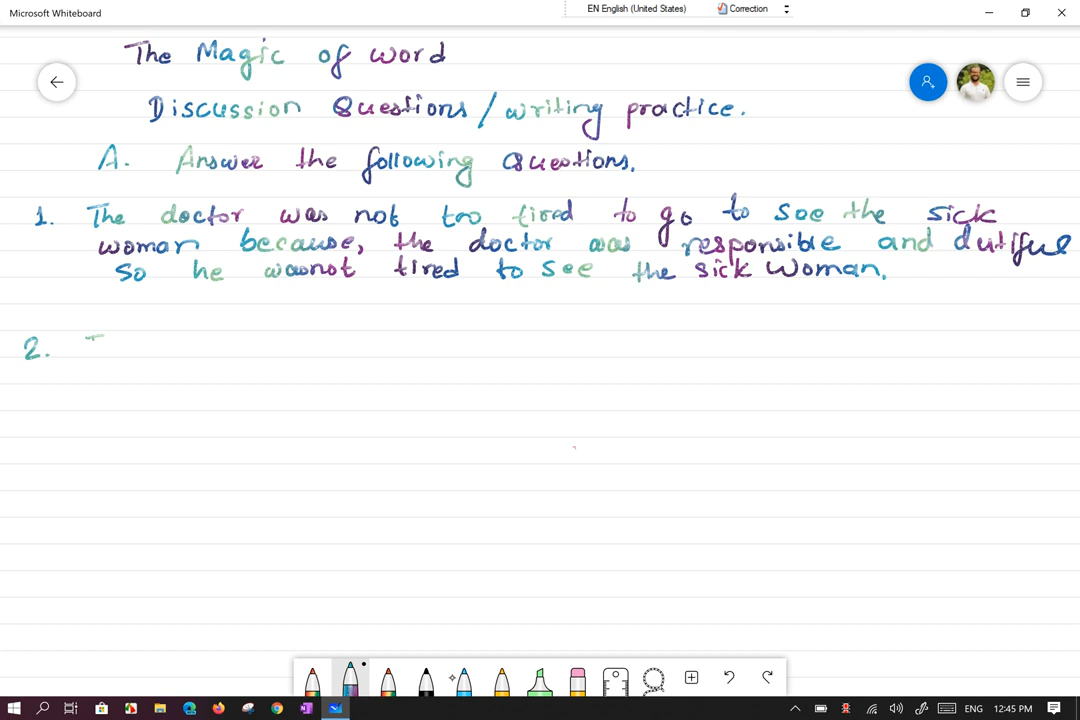 Microsoft Whiteboard
EN English (United States) Correction
The Magic of word
Discussion Questions / writing practice.
A. Answer the following Questions.
1. The doctor was not too tired to go to see the sick
woman because, the doctor was responsible and dutiful
so he wasnot tired to see the sick woman.
2. T
ENG 12:45 PM